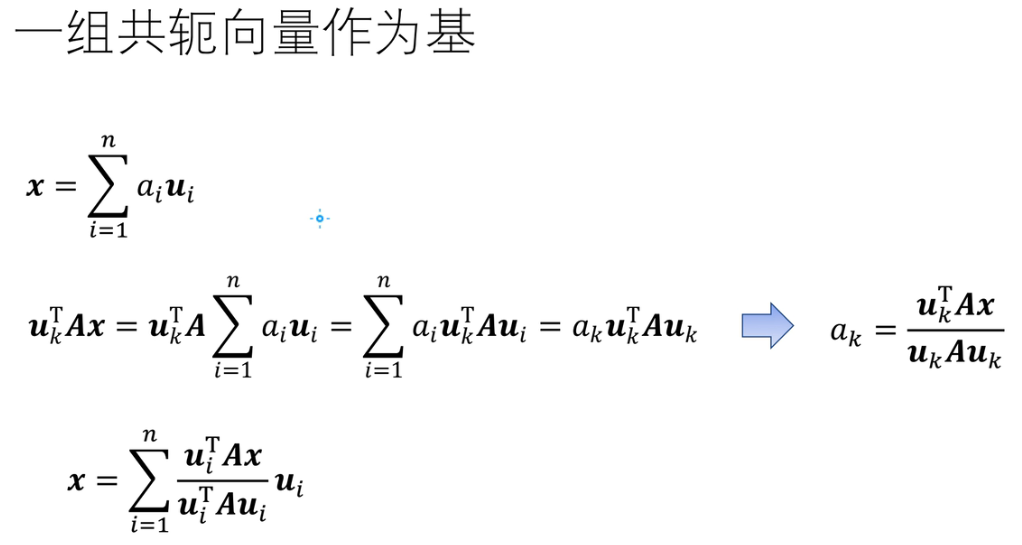 一组共轭向量作为基
$\boldsymbol{x} = \sum_{i=1}^{n} a_i \boldsymbol{u}_i$
$\boldsymbol{u}_k^{\mathrm{T}} \boldsymbol{A} \boldsymbol{x} = \boldsymbol{u}_k^{\mathrm{T}} \boldsymbol{A} \sum_{i=1}^{n} a_i \boldsymbol{u}_i = \sum_{i=1}^{n} a_i \boldsymbol{u}_k^{\mathrm{T}} \boldsymbol{A} \boldsymbol{u}_i = a_k \boldsymbol{u}_k^{\mathrm{T}} \boldsymbol{A} \boldsymbol{u}_k$ $a_k = \frac{\boldsymbol{u}_k^{\mathrm{T}} \boldsymbol{A} \boldsymbol{x}}{\boldsymbol{u}_k \boldsymbol{A} \boldsymbol{u}_k}$
$\boldsymbol{x} = \sum_{i=1}^{n} \frac{\boldsymbol{u}_i^{\mathrm{T}} \boldsymbol{A} \boldsymbol{x}}{\boldsymbol{u}_i^{\mathrm{T}} \boldsymbol{A} \boldsymbol{u}_i} \boldsymbol{u}_i$